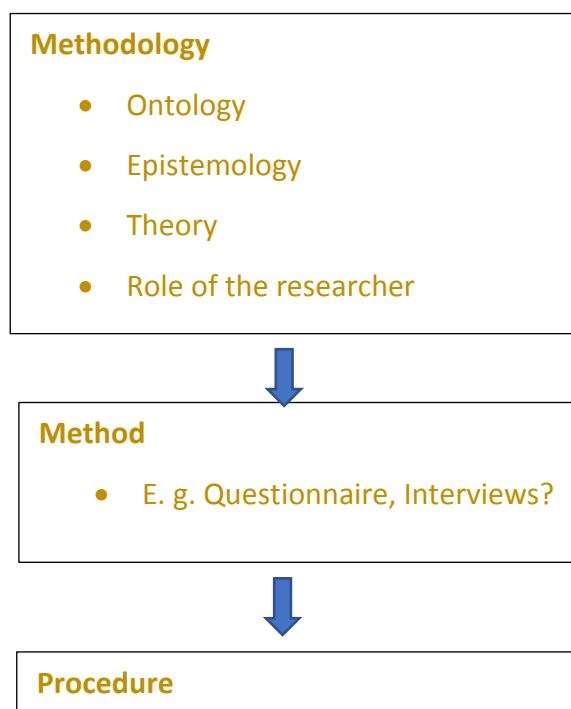 Methodology
• Ontology
• Epistemology
• Theory
• Role of the researcher
Method
• E. g. Questionnaire, Interviews?
Procedure